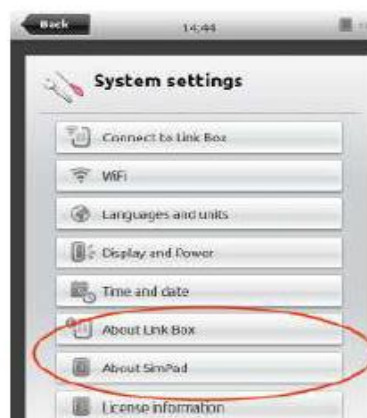 Back 14:44
System settings
Connect to Link Box
WiFi
Languages and units
Display and Power
Time and date
About Link Box
About SimPad
License information